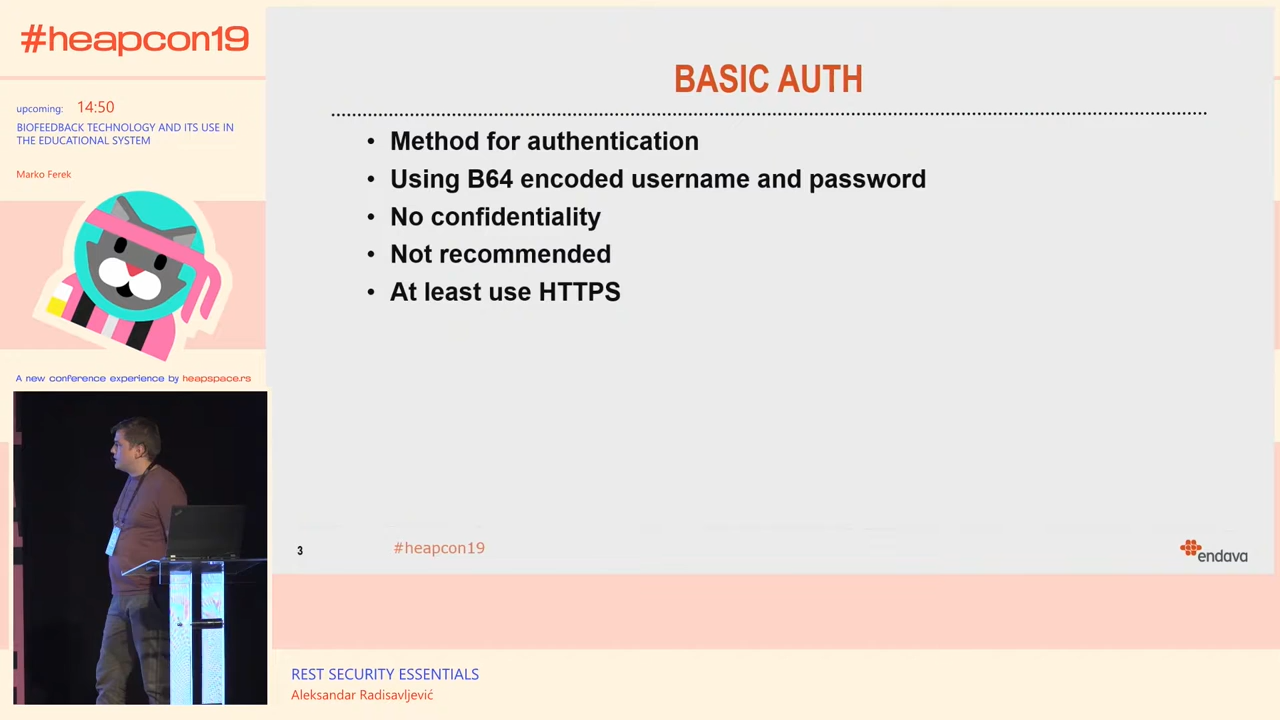 #heapcon19
upcoming: 14:50
BIOFEEDBACK TECHNOLOGY AND ITS USE IN
THE EDUCATIONAL SYSTEM
Marko Ferek
A new conference experience by heapspace.rs
BASIC AUTH
• Method for authentication
• Using B64 encoded username and password
• No confidentiality
• Not recommended
• At least use HTTPS
3
#heapcon19
endava
REST SECURITY ESSENTIALS
Aleksandar Radisavljević